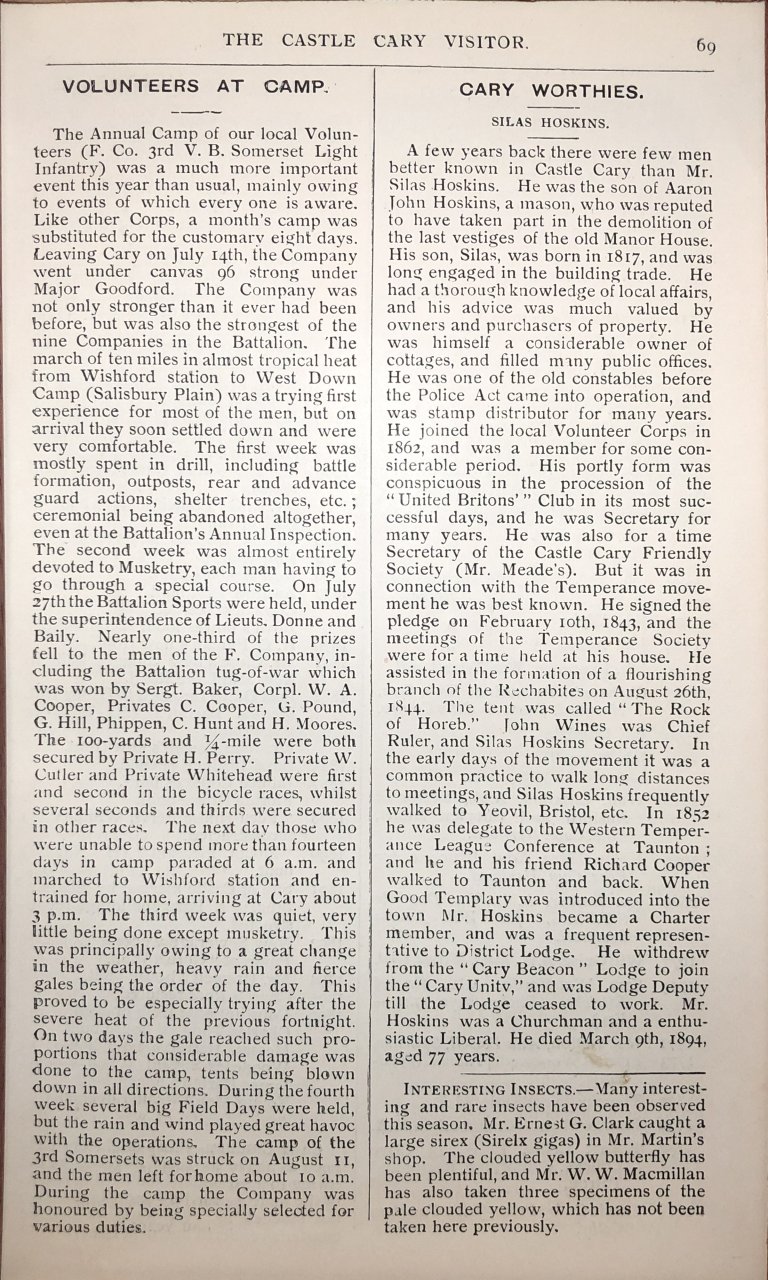 THE CASTLE CARY VISITOR. 69
VOLUNTEERS AT CAMP.
The Annual Camp of our local Volun-
teers (F. Co. 3rd V. B. Somerset Light
Infantry) was a much more important
event this year than usual, mainly owing
to events of which every one is aware.
Like other Corps, a month's camp was
substituted for the customary eight days.
Leaving Cary on July 14th, the Company
went under canvas 96 strong under
Major Goodford. The Company was
not only stronger than it ever had been
before, but was also the strongest of the
nine Companies in the Battalion. The
march of ten miles in almost tropical heat
from Wishford station to West Down
Camp (Salisbury Plain) was a trying first
experience for most of the men, but on
arrival they soon settled down and were
very comfortable. The first week was
mostly spent in drill, including battle
formation, outposts, rear and advance
guard actions, shelter trenches, etc. ;
ceremonial being abandoned altogether,
even at the Battalion's Annual Inspection.
The second week was almost entirely
devoted to Musketry, each man having to
go through a special course. On July
27th the Battalion Sports were held, under
the superintendence of Lieuts. Donne and
Baily. Nearly one-third of the prizes
fell to the men of the F. Company, in-
cluding the Battalion tug-of-war which
was won by Sergt. Baker, Corpl. W. A.
Cooper, Privates C. Cooper, G. Pound,
G. Hill, Phippen, C. Hunt and H. Moores.
The 100-yards and ¼-mile were both
secured by Private H. Perry. Private W.
Cutler and Private Whitehead were first
and second in the bicycle races, whilst
several seconds and thirds were secured
in other races. The next day those who
were unable to spend more than fourteen
days in camp paraded at 6 a.m. and
marched to Wishford station and en-
trained for home, arriving at Cary about
3 p.m. The third week was quiet, very
little being done except musketry. This
was principally owing to a great change
in the weather, heavy rain and fierce
gales being the order of the day. This
proved to be especially trying after the
severe heat of the previous fortnight.
On two days the gale reached such pro-
portions that considerable damage was
done to the camp, tents being blown
down in all directions. During the fourth
week several big Field Days were held,
but the rain and wind played great havoc
with the operations. The camp of the
3rd Somersets was struck on August 11,
and the men left for home about 10 a.m.
During the camp the Company was
honoured by being specially selected for
various duties.
CARY WORTHIES.
SILAS HOSKINS.
A few years back there were few men
better known in Castle Cary than Mr.
Silas Hoskins. He was the son of Aaron
John Hoskins, a mason, who was reputed
to have taken part in the demolition of
the last vestiges of the old Manor House.
His son, Silas, was born in 1817, and was
long engaged in the building trade. He
had a thorough knowledge of local affairs,
and his advice was much valued by
owners and purchasers of property. He
was himself a considerable owner of
cottages, and filled many public offices.
He was one of the old constables before
the Police Act came into operation, and
was stamp distributor for many years.
He joined the local Volunteer Corps in
1862, and was a member for some con-
siderable period. His portly form was
conspicuous in the procession of the
“ United Britons' ” Club in its most suc-
cessful days, and he was Secretary for
many years. He was also for a time
Secretary of the Castle Cary Friendly
Society (Mr. Meade's). But it was in
connection with the Temperance move-
ment he was best known. He signed the
pledge on February 10th, 1843, and the
meetings of the Temperance Society
were for a time held at his house. He
assisted in the formation of a flourishing
branch of the Rechabites on August 26th,
1844. The tent was called “ The Rock
of Horeb.” John Wines was Chief
Ruler, and Silas Hoskins Secretary. In
the early days of the movement it was a
common practice to walk long distances
to meetings, and Silas Hoskins frequently
walked to Yeovil, Bristol, etc. In 1852
he was delegate to the Western Temper-
ance League Conference at Taunton ;
and he and his friend Richard Cooper
walked to Taunton and back. When
Good Templary was introduced into the
town Mr. Hoskins became a Charter
member, and was a frequent represen-
tative to District Lodge. He withdrew
from the “ Cary Beacon ” Lodge to join
the “ Cary Unity,” and was Lodge Deputy
till the Lodge ceased to work. Mr.
Hoskins was a Churchman and a enthu-
siastic Liberal. He died March 9th, 1894,
aged 77 years.
INTERESTING INSECTS.—Many interest-
ing and rare insects have been observed
this season. Mr. Ernest G. Clark caught a
large sirex (Sirelx gigas) in Mr. Martin's
shop. The clouded yellow butterfly has
been plentiful, and Mr. W. W. Macmillan
has also taken three specimens of the
pale clouded yellow, which has not been
taken here previously.